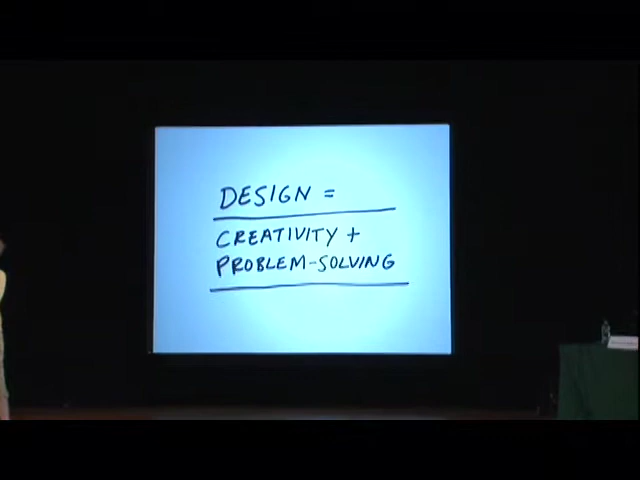 DESIGN =
CREATIVITY +
PROBLEM-SOLVING